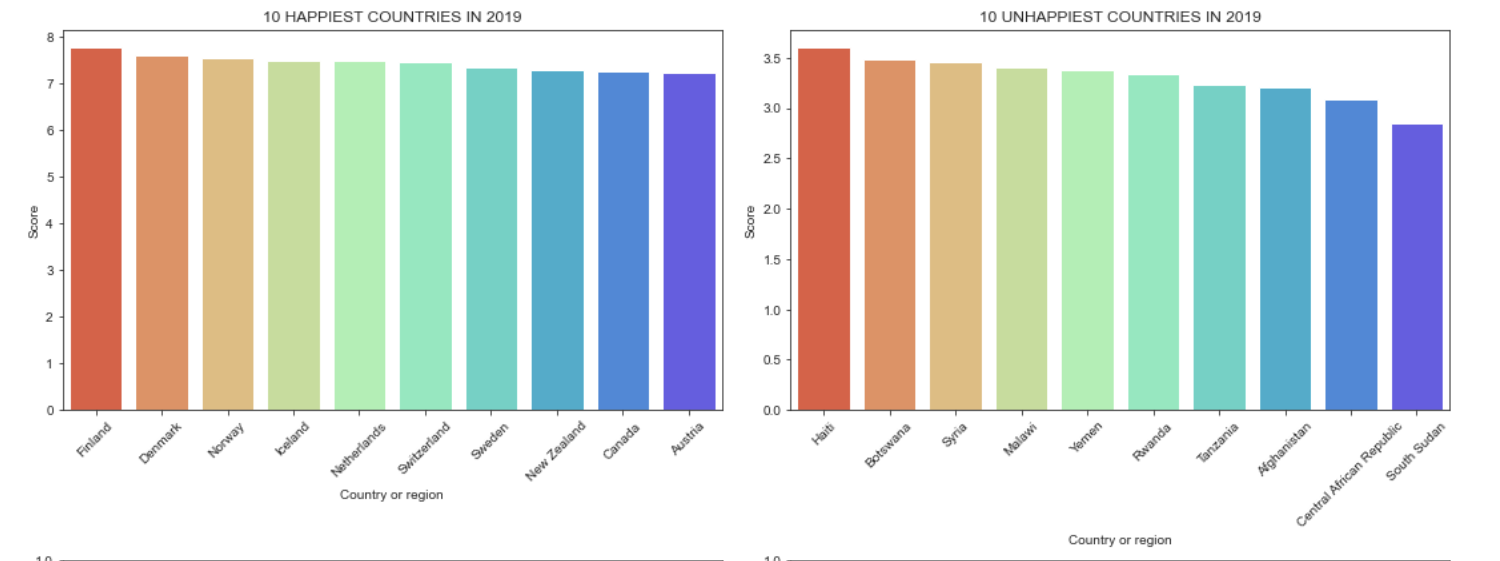 10 HAPPIEST COUNTRIES IN 2019
8
7
6
5
4
3
2
1
0
Score
Finland
Denmark
Norway
Iceland
Netherlands
Switzerland
Sweden
New Zealand
Canada
Austria
Country or region
10 UNHAPPIEST COUNTRIES IN 2019
3.5
3.0
2.5
2.0
1.5
1.0
0.5
0.0
Score
Haiti
Botswana
Syria
Malawi
Yemen
Rwanda
Tanzania
Afghanistan
Central African Republic
South Sudan
Country or region